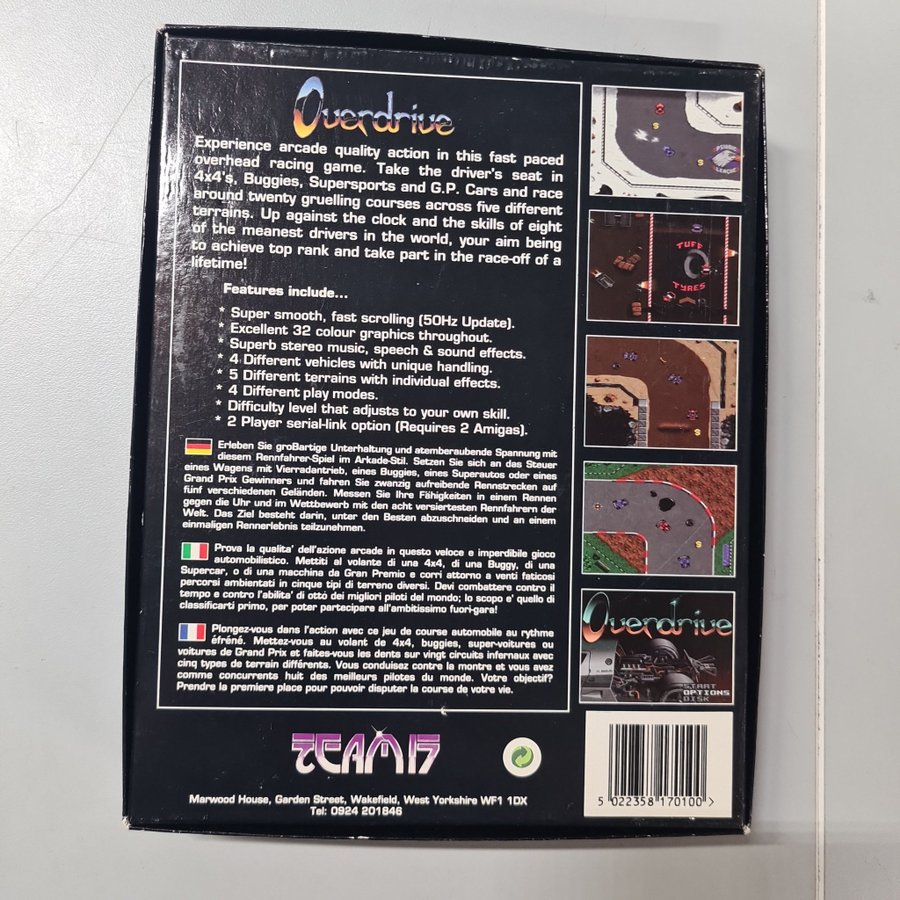 Overdrive
Experience arcade quality action in this fast paced
overhead racing game. Take the driver's seat in
4x4's, Buggies, Supersports and G.P. Cars and race
around twenty gruelling courses across five different
terrains. Up against the clock and the skills of eight
of the meanest drivers in the world, your aim being
to achieve top rank and take part in the race-off of a
lifetime!
Features include...
* Super smooth, fast scrolling (50Hz Update).
* Excellent 32 colour graphics throughout.
* Superb stereo music, speech & sound effects.
* 4 Different vehicles with unique handling.
* 5 Different terrains with individual effects.
* 4 Different play modes.
* Difficulty level that adjusts to your own skill.
* 2 Player serial-link option (Requires 2 Amigas).
Erleben Sie großartige Unterhaltung und atemberaubende Spannung mit
diesem Rennfahrer-Spiel im Arkade-Stil. Setzen Sie sich an das Steuer
eines Wagens mit Vierradantrieb, eines Buggies, eines Superautos oder eines
Grand Prix Gewinners und fahren Sie zwanzig aufreibende Rennstrecken auf
fünf verschiedenen Geländen. Messen Sie Ihre Fähigkeiten in einem Rennen
gegen die Uhr und im Wettbewerb mit den acht versiertesten Rennfahrern der
Welt. Das Ziel besteht darin, unter den Besten abzuschneiden und an einem
einmaligen Rennerlebnis teilzunehmen.
Prova la qualita' dell'azione arcade in questo veloce e imperdibile gioco
automobilistico. Mettiti al volante di una 4x4, di una Buggy, di una
Supercar, o di una macchina da Gran Premio e corri attorno a venti faticosi
percorsi ambientati in cinque tipi di terreno diversi. Devi combattere contro il
tempo e contro l'abilita' di otto dei migliori piloti del mondo; lo scopo e' quello di
classificarti primo, per poter partecipare all'ambitissimo fuori-gara!
Plongez-vous dans l'action avec ce jeu de course automobile au rythme
éfréné. Mettez-vous au volant de 4x4, buggies, super-voitures ou
voitures de Grand Prix et faites-vous les dents sur vingt circuits infernaux avec
cinq types de terrain différents. Vous conduisez contre la montre et vous avez
comme concurrents huit des meilleurs pilotes du monde. Votre objectif?
Prendre la premiere place pour pouvoir disputer la course de votre vie.
TEAM17
Marwood House, Garden Street, Wakefield, West Yorkshire WF1 1DX
Tel: 0924 201846
PSIONIC
LEAGUE
TUFF
TYRES
Overdrive
START
OPTIONS
DISK
5 022358 170100 >